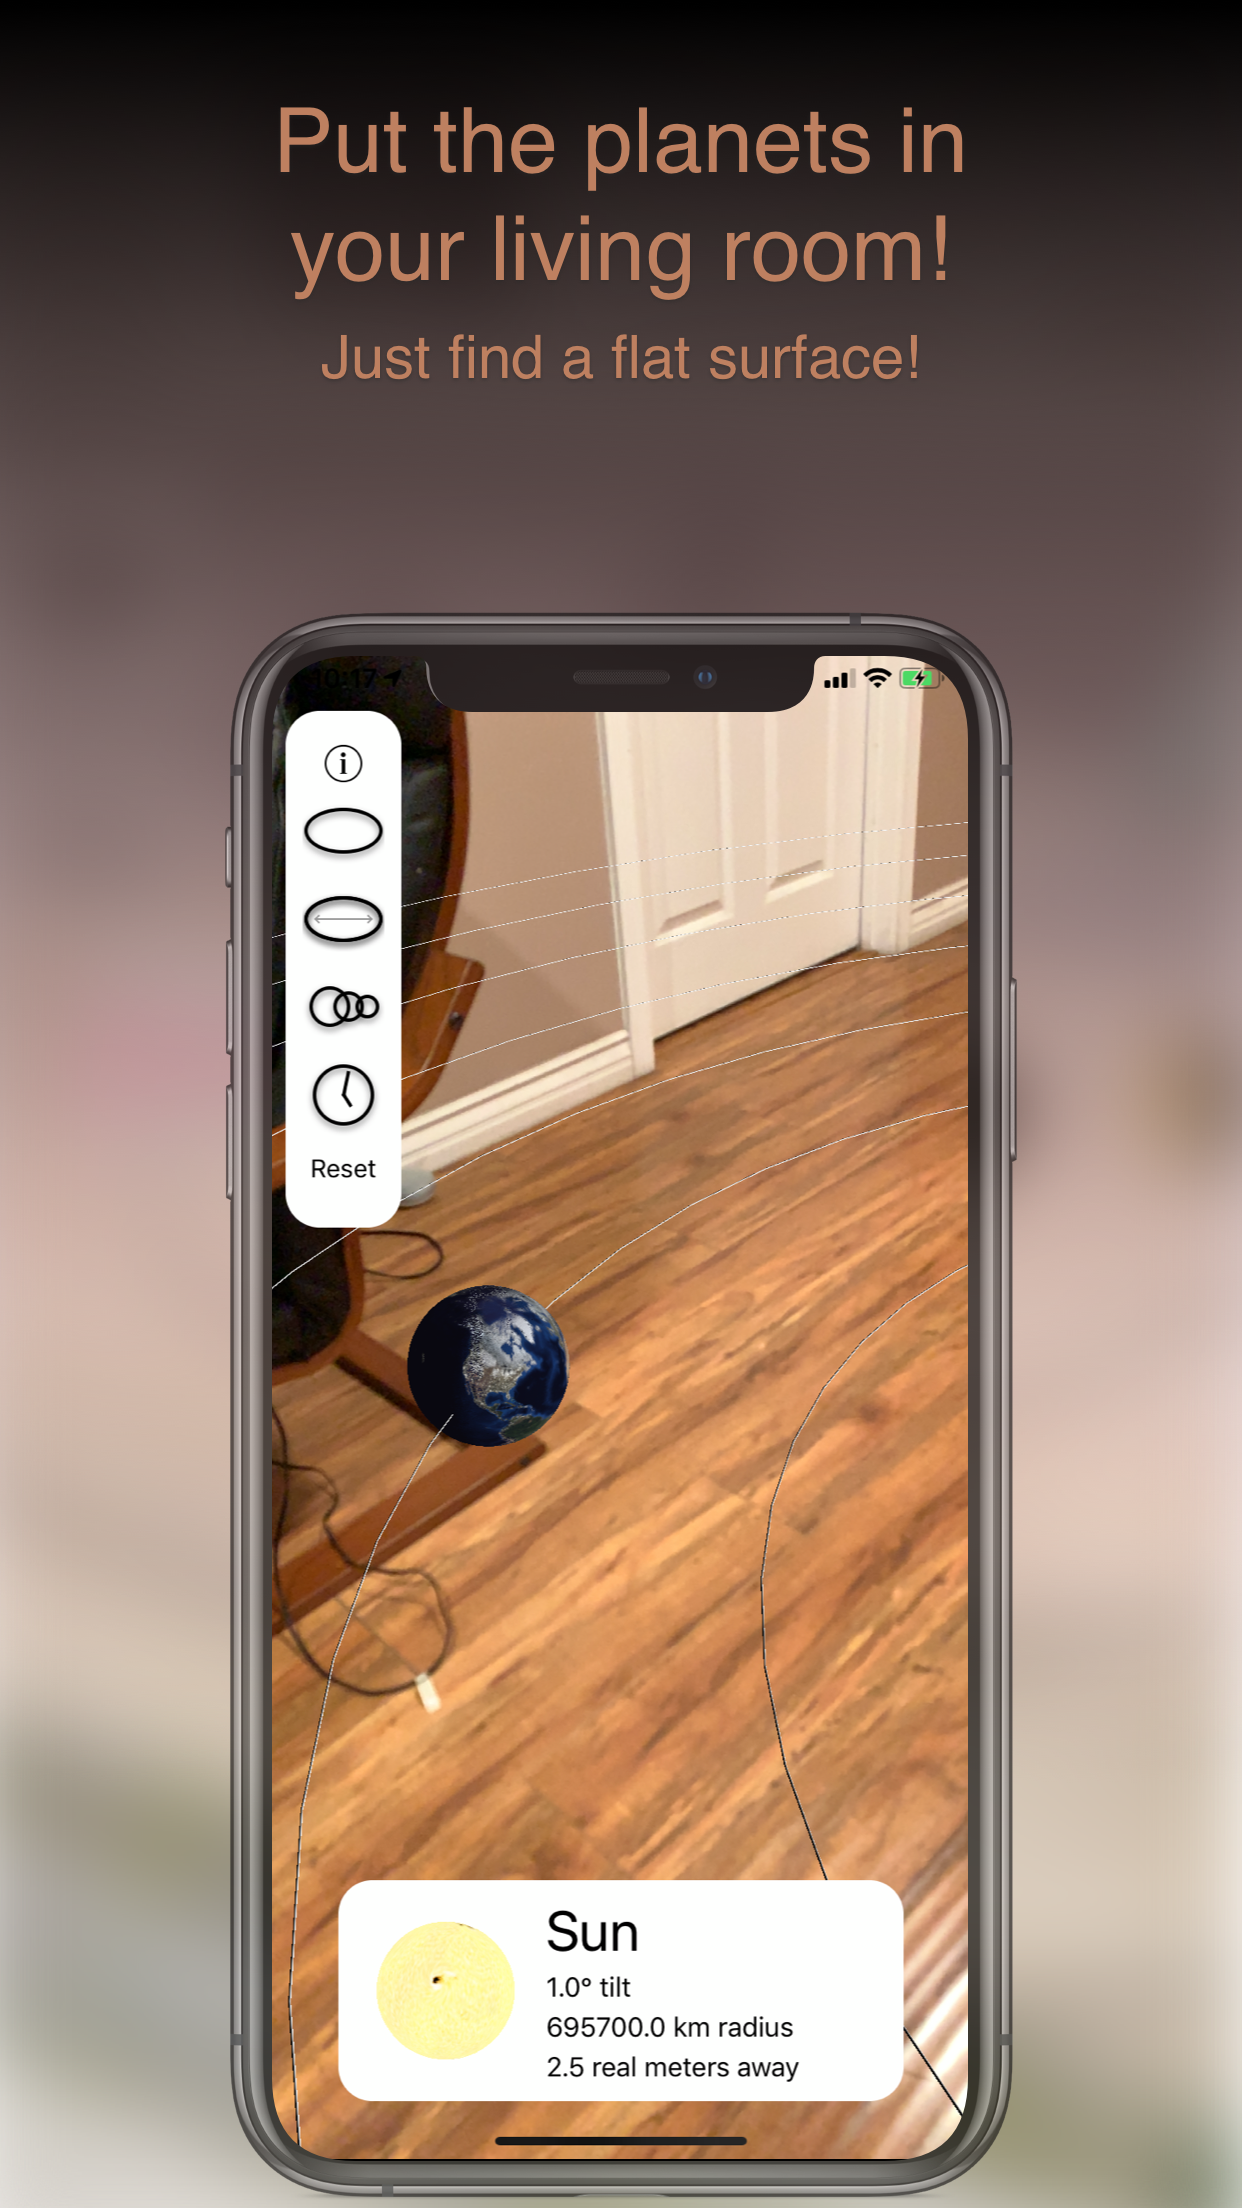 Put the planets in
your living room!
Just find a flat surface!
10:17
i
Reset
Sun
1.0° tilt
695700.0 km radius
2.5 real meters away